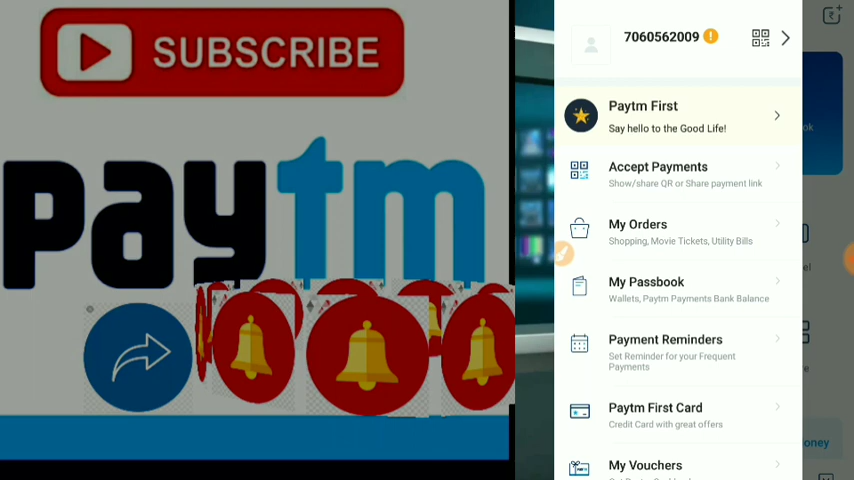 SUBSCRIBE
paytm
7060562009
Paytm First
Say hello to the Good Life!
Accept Payments
Show/share QR or Share payment link
My Orders
Shopping, Movie Tickets, Utility Bills
My Passbook
Wallets, Paytm Payments Bank Balance
Payment Reminders
Set Reminder for your Frequent
Payments
Paytm First Card
Credit Card with great offers
My Vouchers